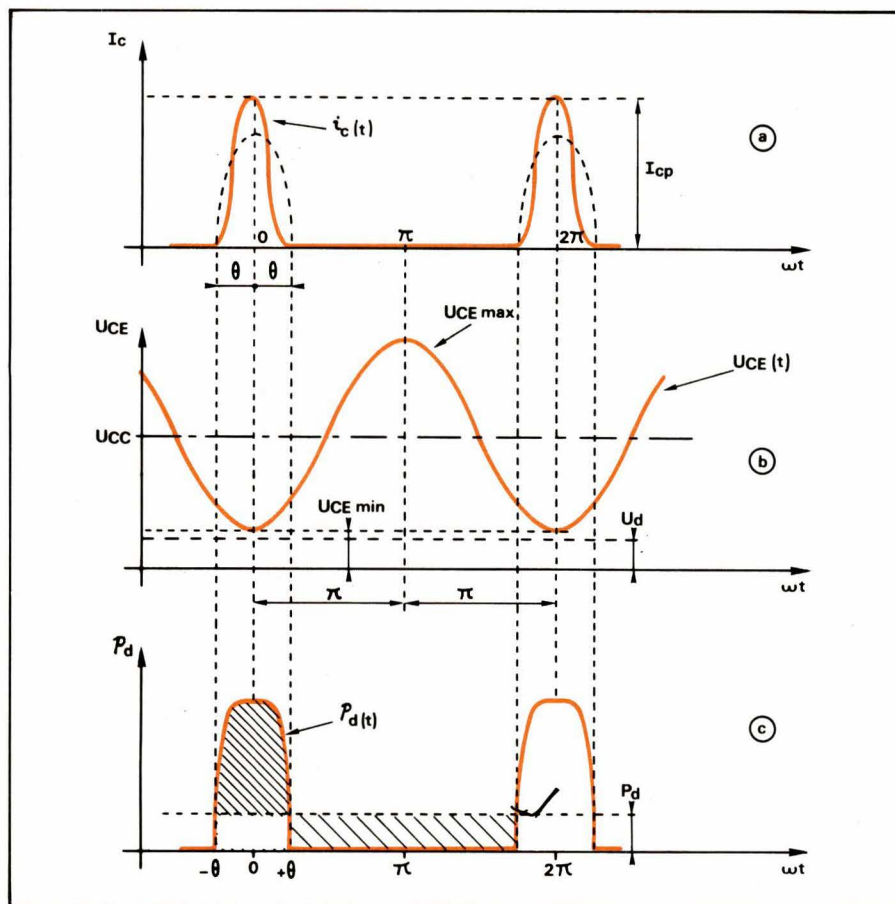 Ic
ic(t)
a
Icp
0 π 2π
ωt
θ θ
UCE
UCE max
UCE(t)
UCC
b
UCE min
Ud
ωt
π π
Pd
Pd(t)
c
Pd
-θ 0 +θ π 2π
ωt